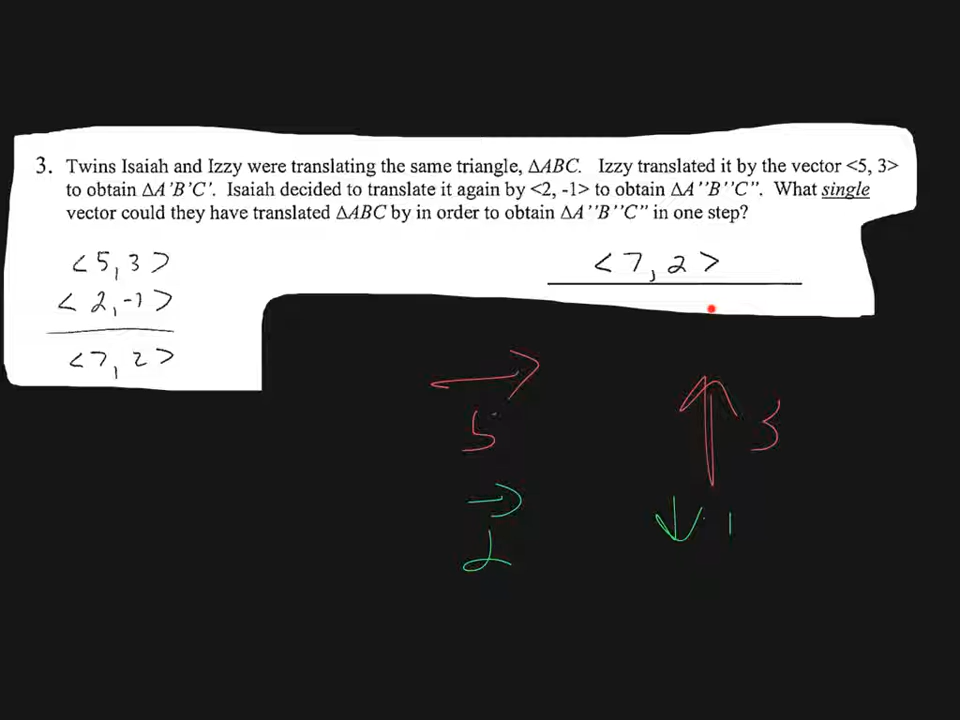 3. Twins Isaiah and Izzy were translating the same triangle, ΔABC. Izzy translated it by the vector <5, 3>
to obtain ΔA'B'C'. Isaiah decided to translate it again by <2, -1> to obtain ΔA''B''C''. What single
vector could they have translated ΔABC by in order to obtain ΔA''B''C'' in one step?
<5, 3>
<7, 2>
<2, -1>
<7, 2>
5
3
2
1